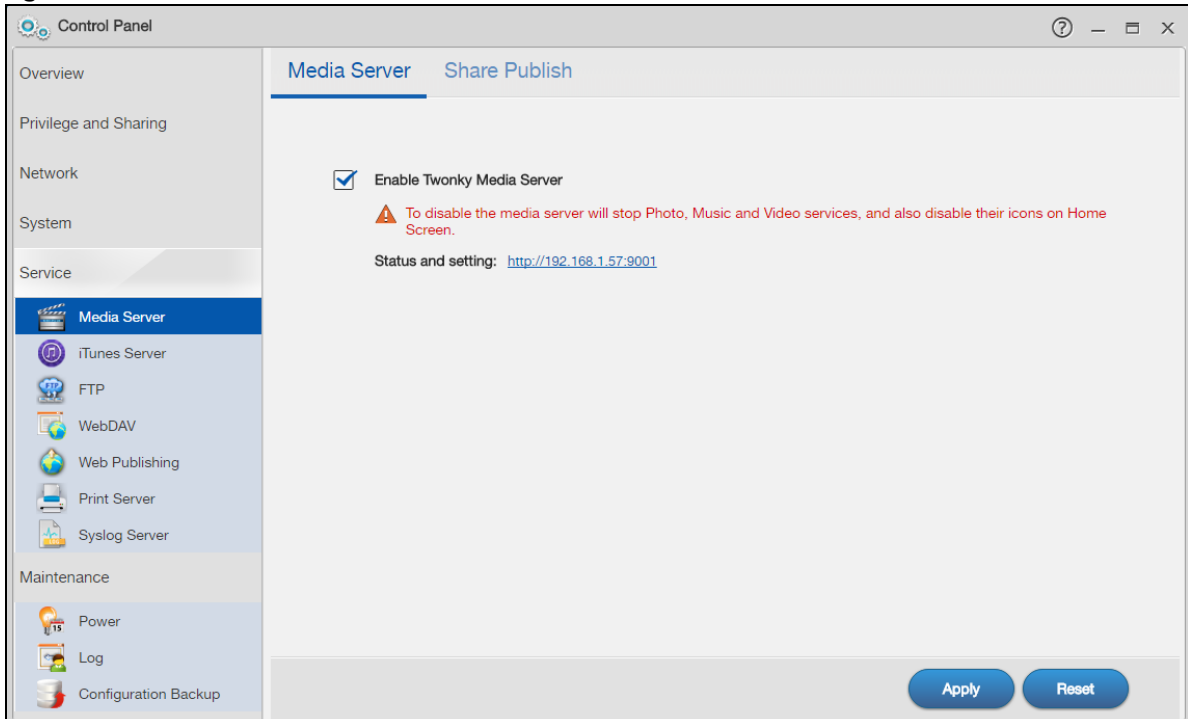 Control Panel
Overview
Privilege and Sharing
Network
System
Service
Media Server
iTunes Server
FTP
WebDAV
Web Publishing
Print Server
Syslog Server
Maintenance
Power
Log
Configuration Backup
Media Server Share Publish
Enable Twonky Media Server
To disable the media server will stop Photo, Music and Video services, and also disable their icons on Home
Screen.
Status and setting: http://192.168.1.57:9001
Apply Reset